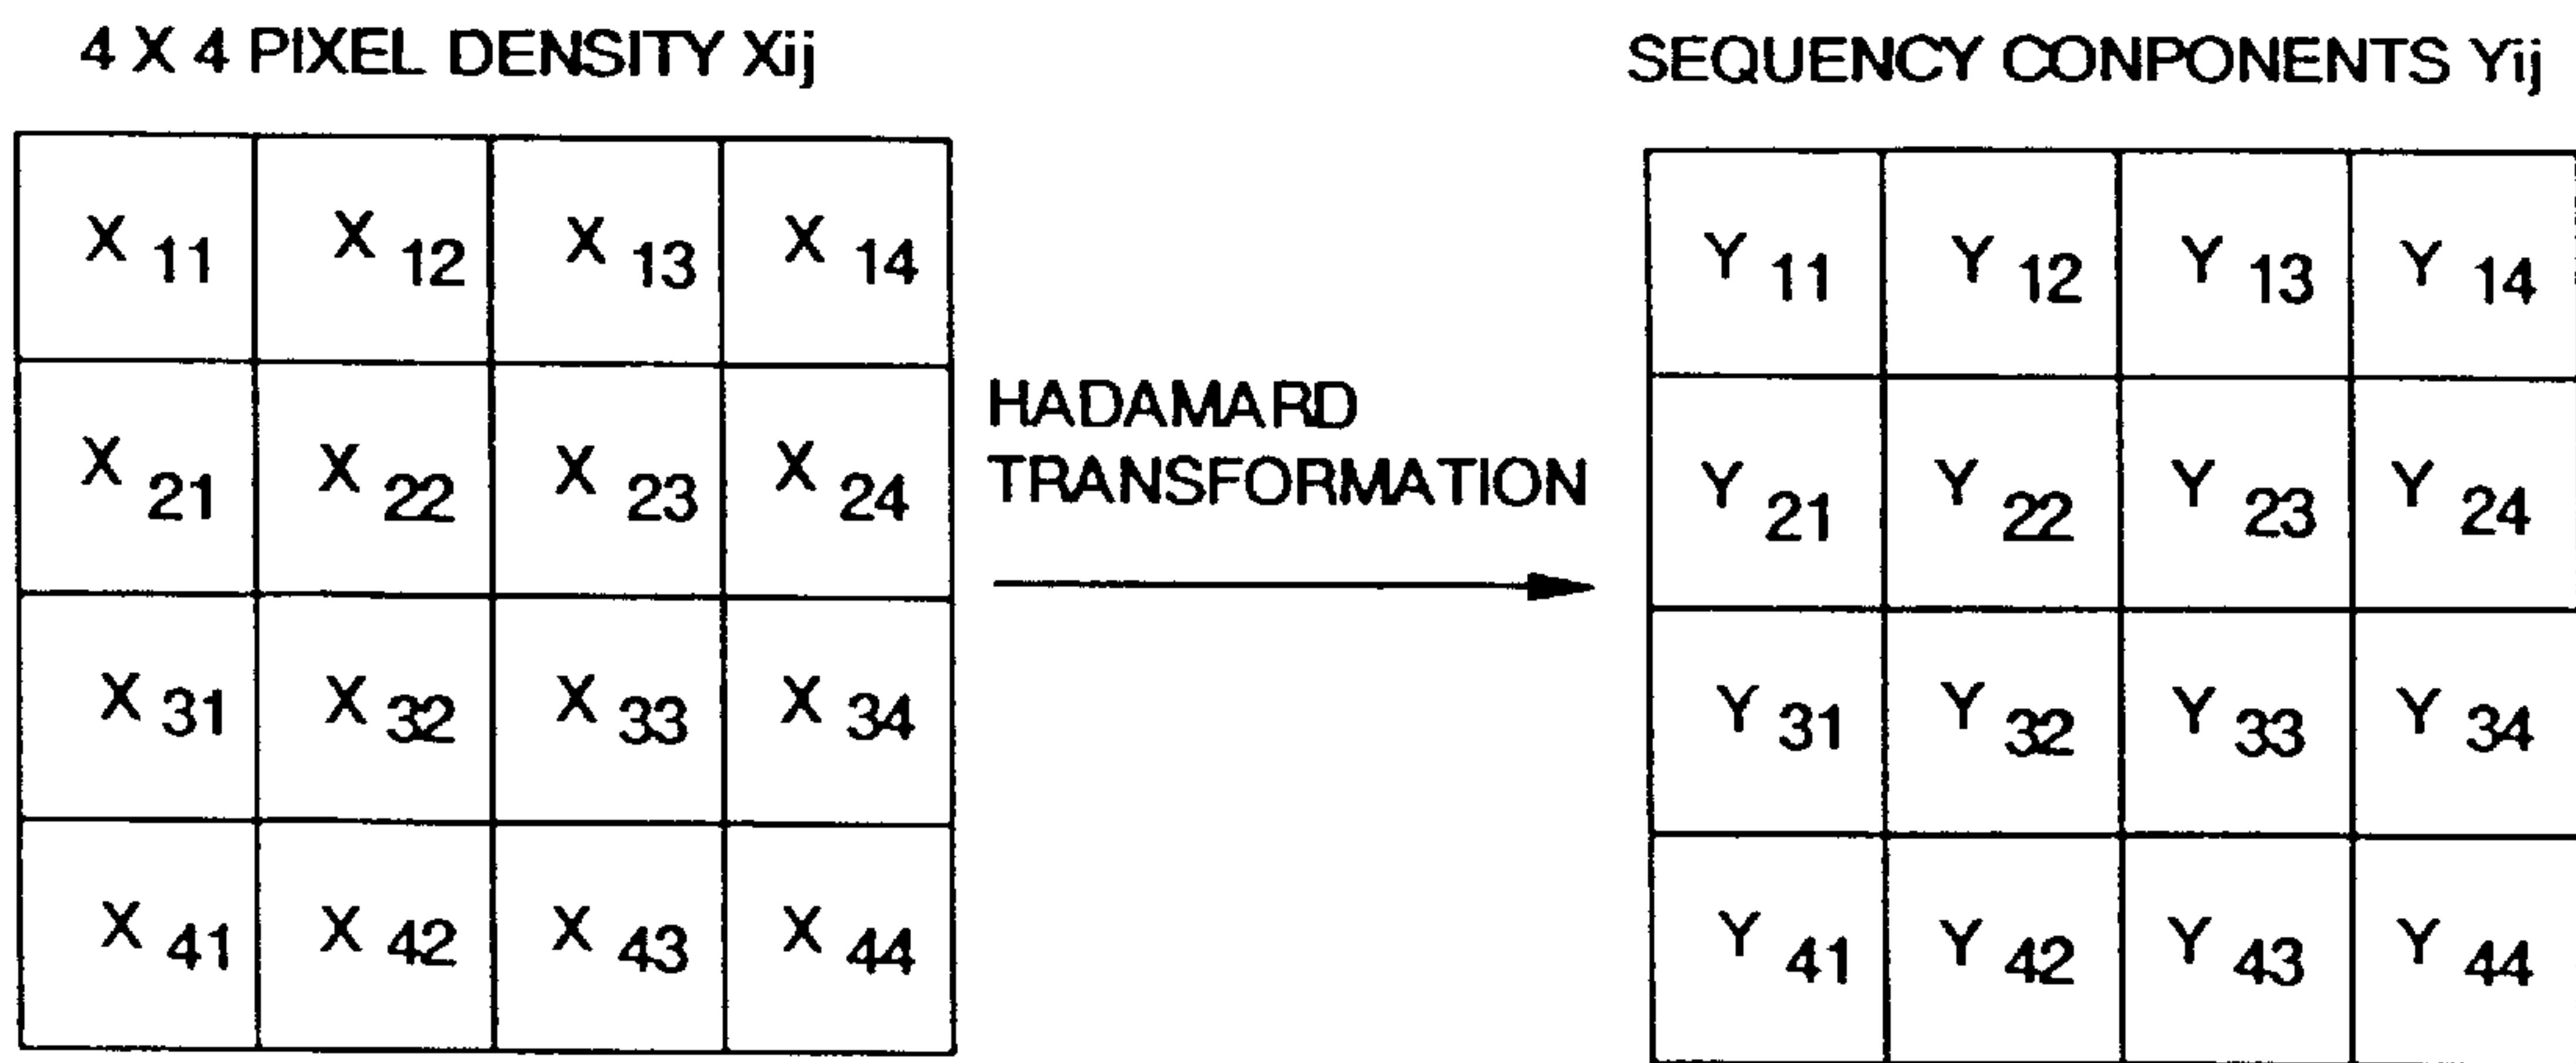 4 X 4 PIXEL DENSITY Xij
SEQUENCY CONPONENTS Yij
X 11 X 12 X 13 X 14
X 21 X 22 X 23 X 24
X 31 X 32 X 33 X 34
X 41 X 42 X 43 X 44
HADAMARD
TRANSFORMATION
Y 11 Y 12 Y 13 Y 14
Y 21 Y 22 Y 23 Y 24
Y 31 Y 32 Y 33 Y 34
Y 41 Y 42 Y 43 Y 44